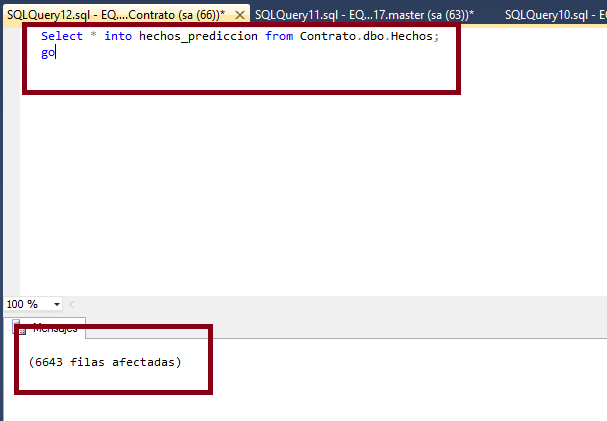 SQLQuery12.sql - EQ....Contrato (sa (66))* SQLQuery11.sql - EQ...17.master (sa (63))* SQLQuery10.sql - EQ
Select * into hechos_prediccion from Contrato.dbo.Hechos;
go
100 %
Mensajes
(6643 filas afectadas)